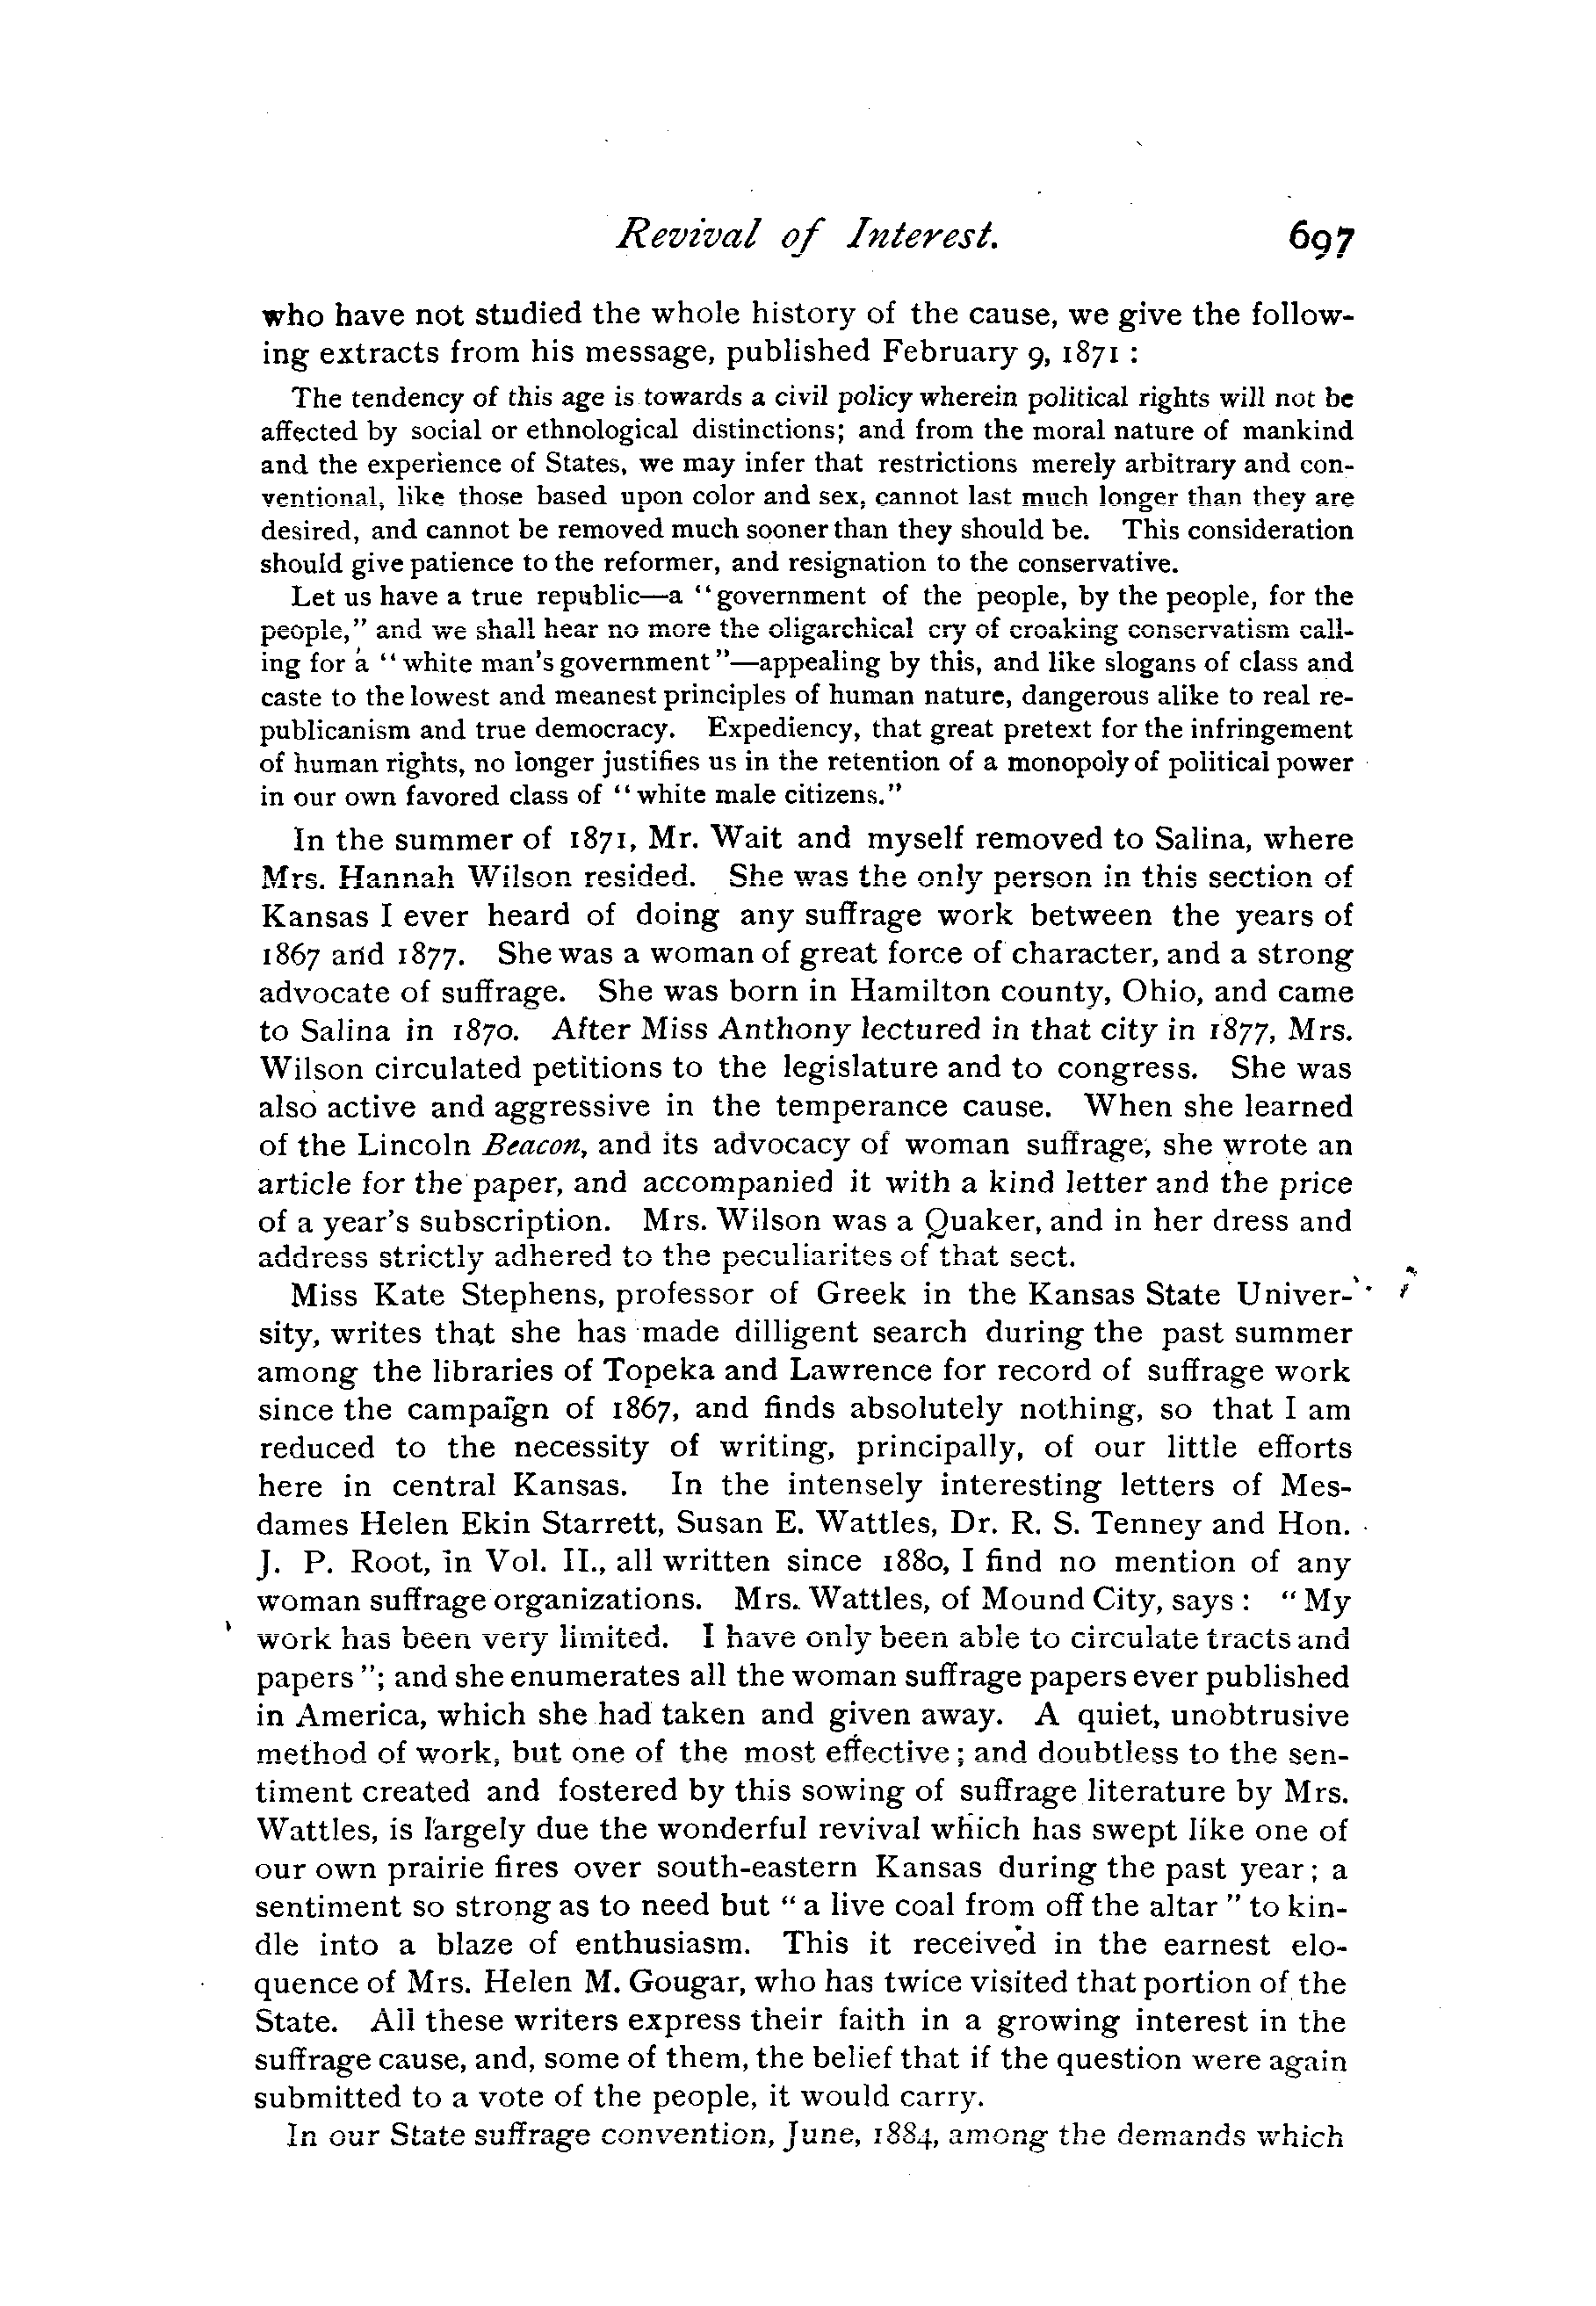 Revival of Interest. 697
who have not studied the whole history of the cause, we give the follow-
ing extracts from his message, published February 9, 1871 :
The tendency of this age is towards a civil policy wherein political rights will not be
affected by social or ethnological distinctions; and from the moral nature of mankind
and the experience of States, we may infer that restrictions merely arbitrary and con-
ventional, like those based upon color and sex, cannot last much longer than they are
desired, and cannot be removed much sooner than they should be. This consideration
should give patience to the reformer, and resignation to the conservative.
Let us have a true republic—a "government of the people, by the people, for the
people," and we shall hear no more the oligarchical cry of croaking conservatism call-
ing for a "white man's government"—appealing by this, and like slogans of class and
caste to the lowest and meanest principles of human nature, dangerous alike to real re-
publicanism and true democracy. Expediency, that great pretext for the infringement
of human rights, no longer justifies us in the retention of a monopoly of political power
in our own favored class of "white male citizens."
In the summer of 1871, Mr. Wait and myself removed to Salina, where
Mrs. Hannah Wilson resided. She was the only person in this section of
Kansas I ever heard of doing any suffrage work between the years of
1867 and 1877. She was a woman of great force of character, and a strong
advocate of suffrage. She was born in Hamilton county, Ohio, and came
to Salina in 1870. After Miss Anthony lectured in that city in 1877, Mrs.
Wilson circulated petitions to the legislature and to congress. She was
also active and aggressive in the temperance cause. When she learned
of the Lincoln Beacon, and its advocacy of woman suffrage, she wrote an
article for the paper, and accompanied it with a kind letter and the price
of a year's subscription. Mrs. Wilson was a Quaker, and in her dress and
address strictly adhered to the peculiarites of that sect.
Miss Kate Stephens, professor of Greek in the Kansas State Univer-
sity, writes that she has made dilligent search during the past summer
among the libraries of Topeka and Lawrence for record of suffrage work
since the campaign of 1867, and finds absolutely nothing, so that I am
reduced to the necessity of writing, principally, of our little efforts
here in central Kansas. In the intensely interesting letters of Mes-
dames Helen Ekin Starrett, Susan E. Wattles, Dr. R. S. Tenney and Hon.
J. P. Root, in Vol. II., all written since 1880, I find no mention of any
woman suffrage organizations. Mrs. Wattles, of Mound City, says : "My
work has been very limited. I have only been able to circulate tracts and
papers"; and she enumerates all the woman suffrage papers ever published
in America, which she had taken and given away. A quiet, unobtrusive
method of work, but one of the most effective; and doubtless to the sen-
timent created and fostered by this sowing of suffrage literature by Mrs.
Wattles, is largely due the wonderful revival which has swept like one of
our own prairie fires over south-eastern Kansas during the past year; a
sentiment so strong as to need but "a live coal from off the altar" to kin-
dle into a blaze of enthusiasm. This it received in the earnest elo-
quence of Mrs. Helen M. Gougar, who has twice visited that portion of the
State. All these writers express their faith in a growing interest in the
suffrage cause, and, some of them, the belief that if the question were again
submitted to a vote of the people, it would carry.
In our State suffrage convention, June, 1884, among the demands which